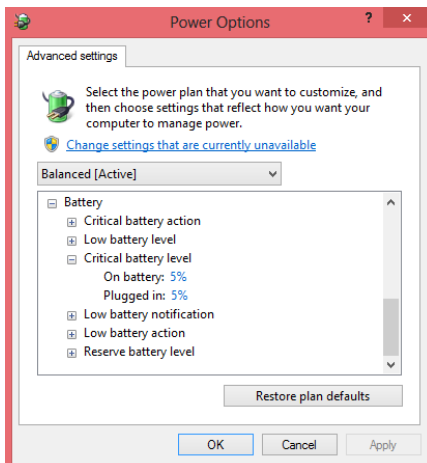 Power Options
? ×
Advanced settings
Select the power plan that you want to customize, and
then choose settings that reflect how you want your
computer to manage power.
Change settings that are currently unavailable
Balanced [Active]
Battery
Critical battery action
Low battery level
Critical battery level
On battery: 5%
Plugged in: 5%
Low battery notification
Low battery action
Reserve battery level
Restore plan defaults
OK
Cancel
Apply